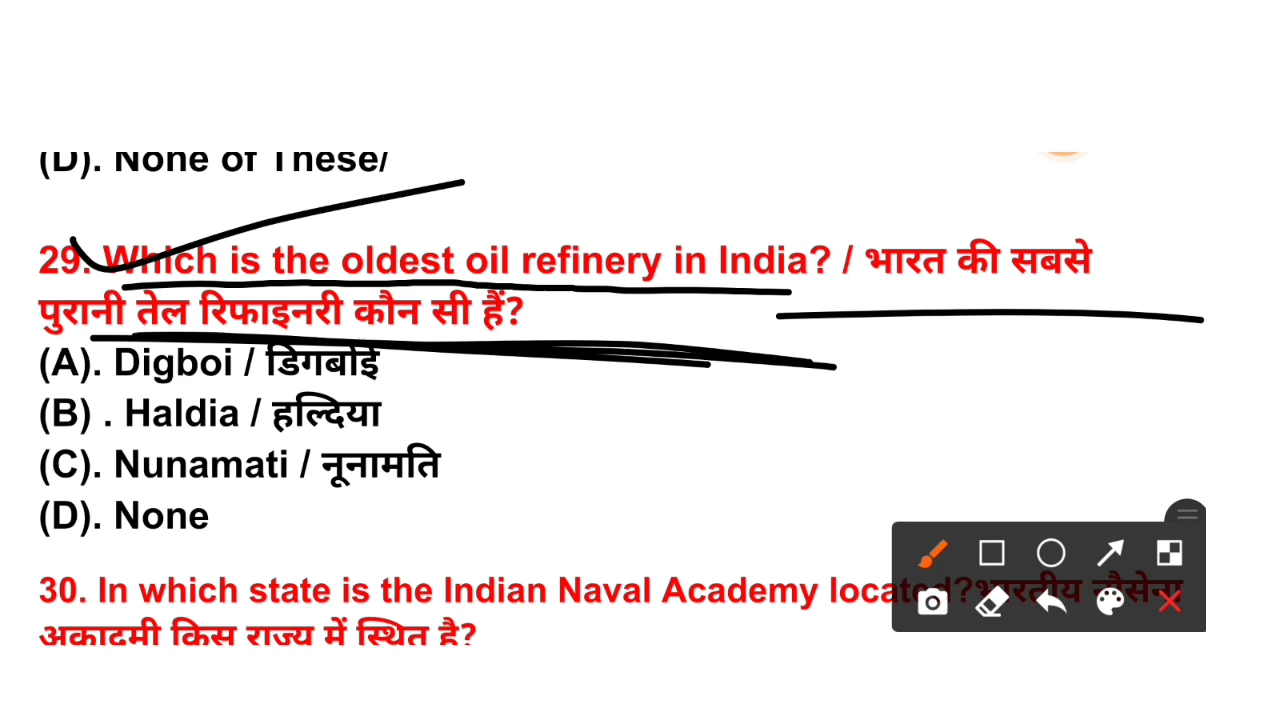 (D). None of These/
29. Which is the oldest oil refinery in India? / भारत की सबसे
पुरानी तेल रिफाइनरी कौन सी हैं?
(A). Digboi / डिगबोई
(B) . Haldia / हल्दिया
(C). Nunamati / नूनामति
(D). None
30. In which state is the Indian Naval Academy located?भारतीय नौसेना
अकादमी किस राज्य में स्थित है?